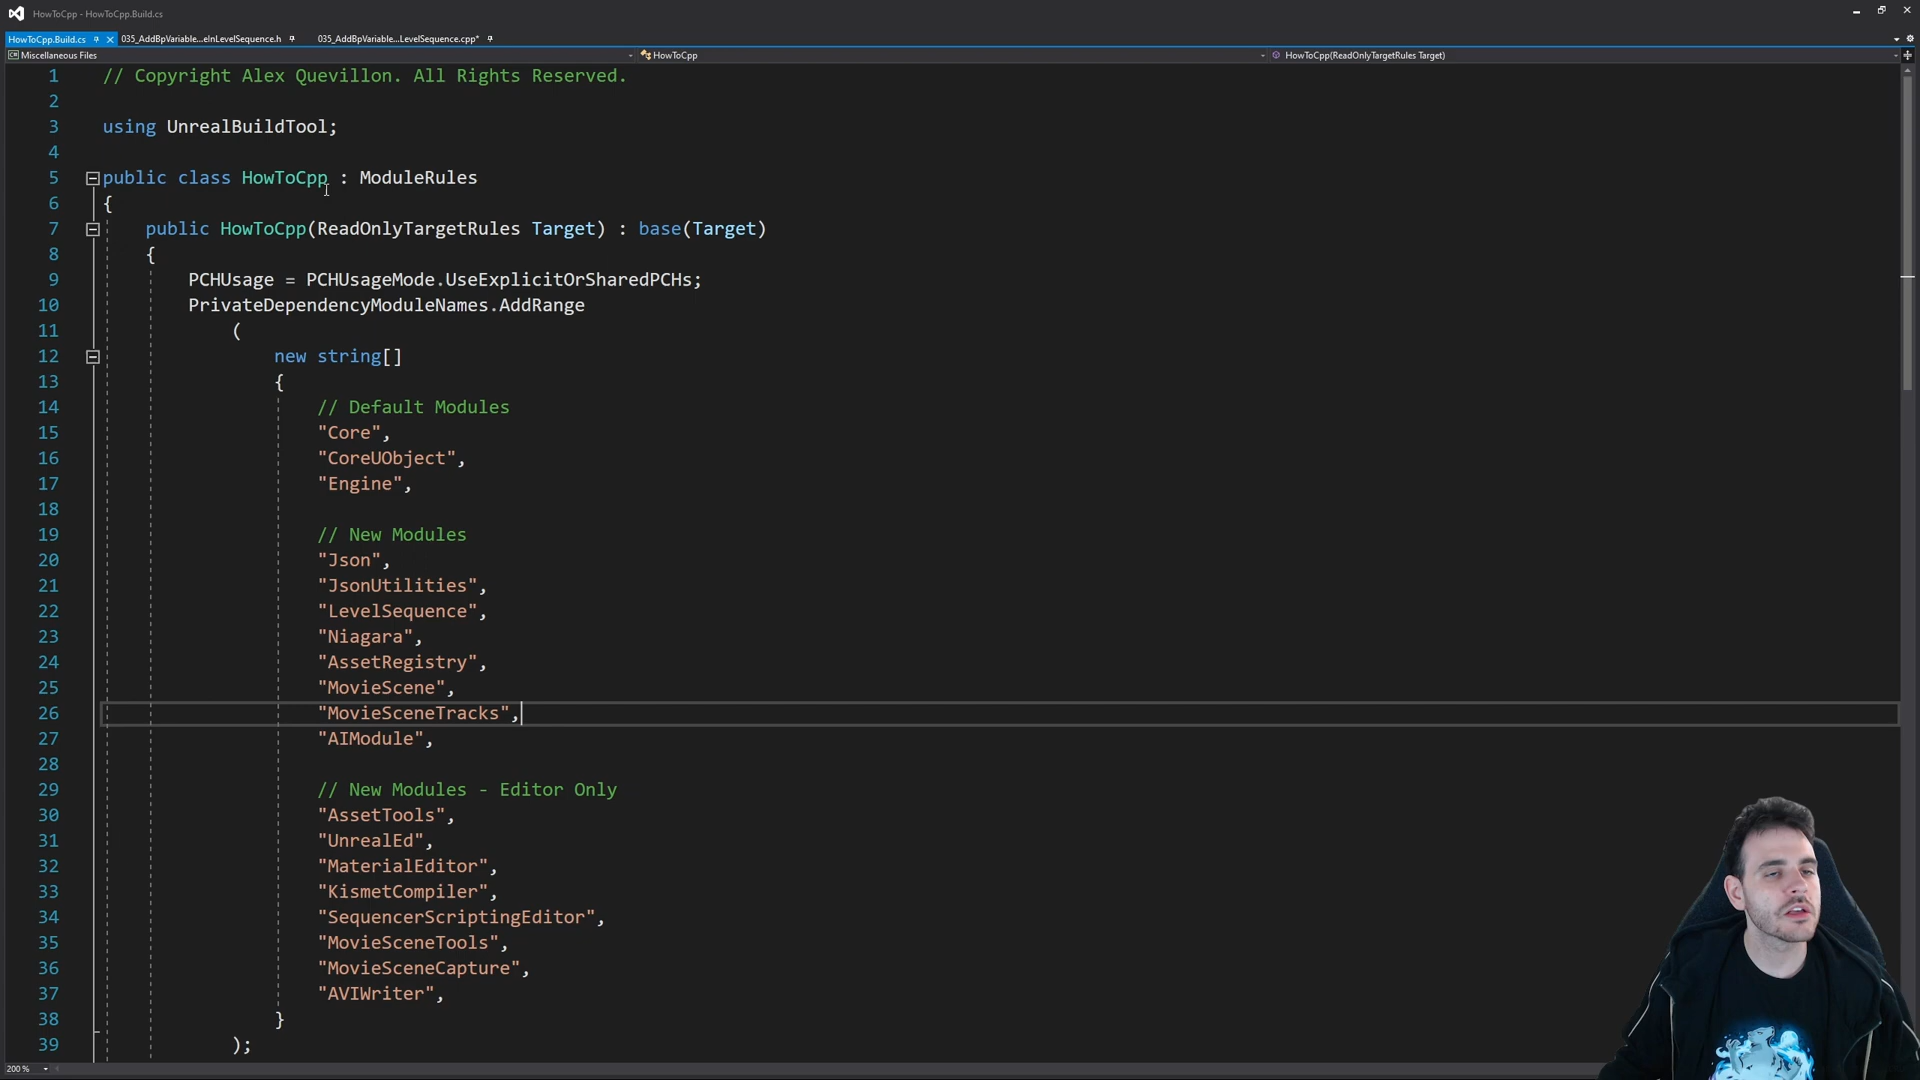 HowToCpp - HowToCpp.Build.cs
HowToCpp.Build.cs
035_AddBpVariable...eInLevelSequence.h
035_AddBpVariable...LevelSequence.cpp*
Miscellaneous Files
HowToCpp
HowToCpp(ReadOnlyTargetRules Target)
1 // Copyright Alex Quevillon. All Rights Reserved.
2
3 using UnrealBuildTool;
4
5 public class HowToCpp : ModuleRules
6 {
7 public HowToCpp(ReadOnlyTargetRules Target) : base(Target)
8 {
9 PCHUsage = PCHUsageMode.UseExplicitOrSharedPCHs;
10 PrivateDependencyModuleNames.AddRange
11 (
12 new string[]
13 {
14 // Default Modules
15 "Core",
16 "CoreUObject",
17 "Engine",
18
19 // New Modules
20 "Json",
21 "JsonUtilities",
22 "LevelSequence",
23 "Niagara",
24 "AssetRegistry",
25 "MovieScene",
26 "MovieSceneTracks",
27 "AIModule",
28
29 // New Modules - Editor Only
30 "AssetTools",
31 "UnrealEd",
32 "MaterialEditor",
33 "KismetCompiler",
34 "SequencerScriptingEditor",
35 "MovieSceneTools",
36 "MovieSceneCapture",
37 "AVIWriter",
38 }
39 );
200 %